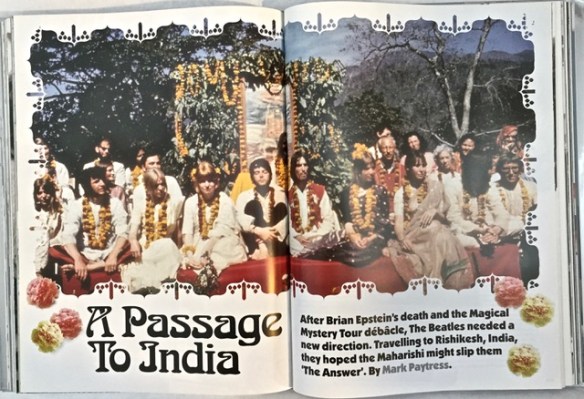 A Passage
To India
After Brian Epstein's death and the Magical
Mystery Tour débâcle, The Beatles needed a
new direction. Travelling to Rishikesh, India,
they hoped the Maharishi might slip them
'The Answer'. By Mark Paytress.